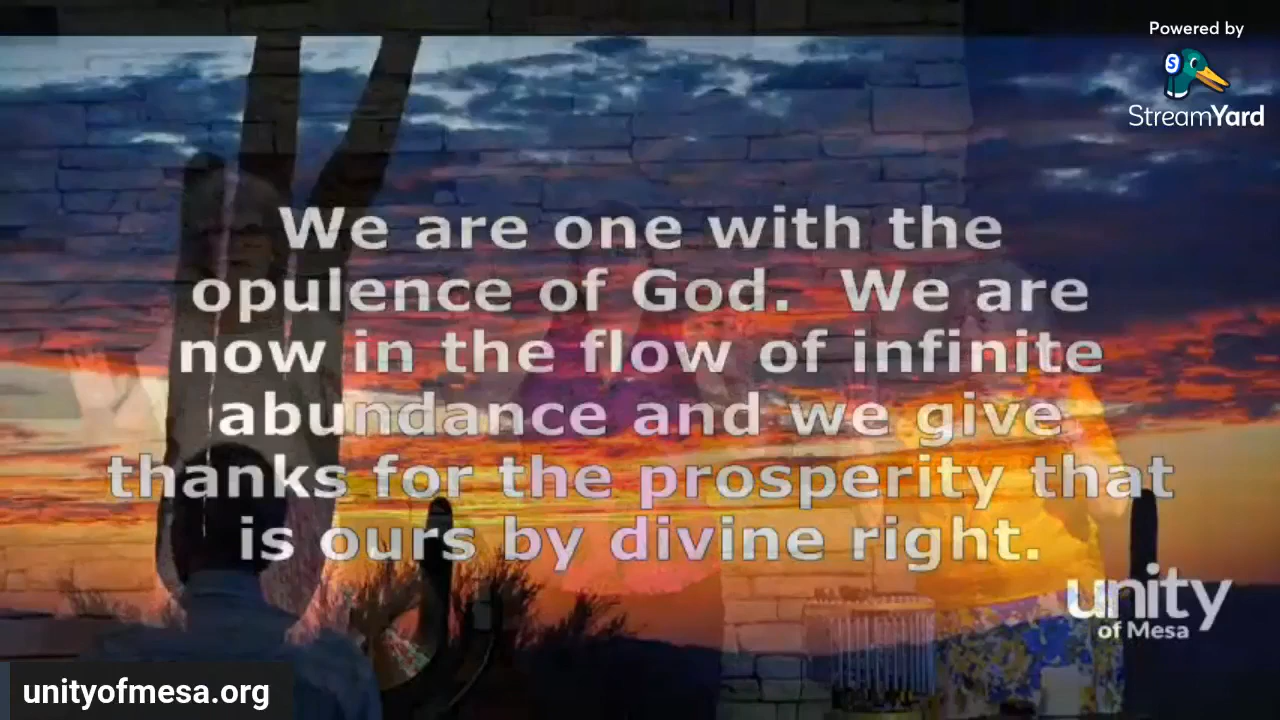 Powered by
StreamYard
We are one with the
opulence of God.  We are
now in the flow of infinite
abundance and we give
thanks for the prosperity that
is ours by divine right.
unity
of Mesa
unityofmesa.org